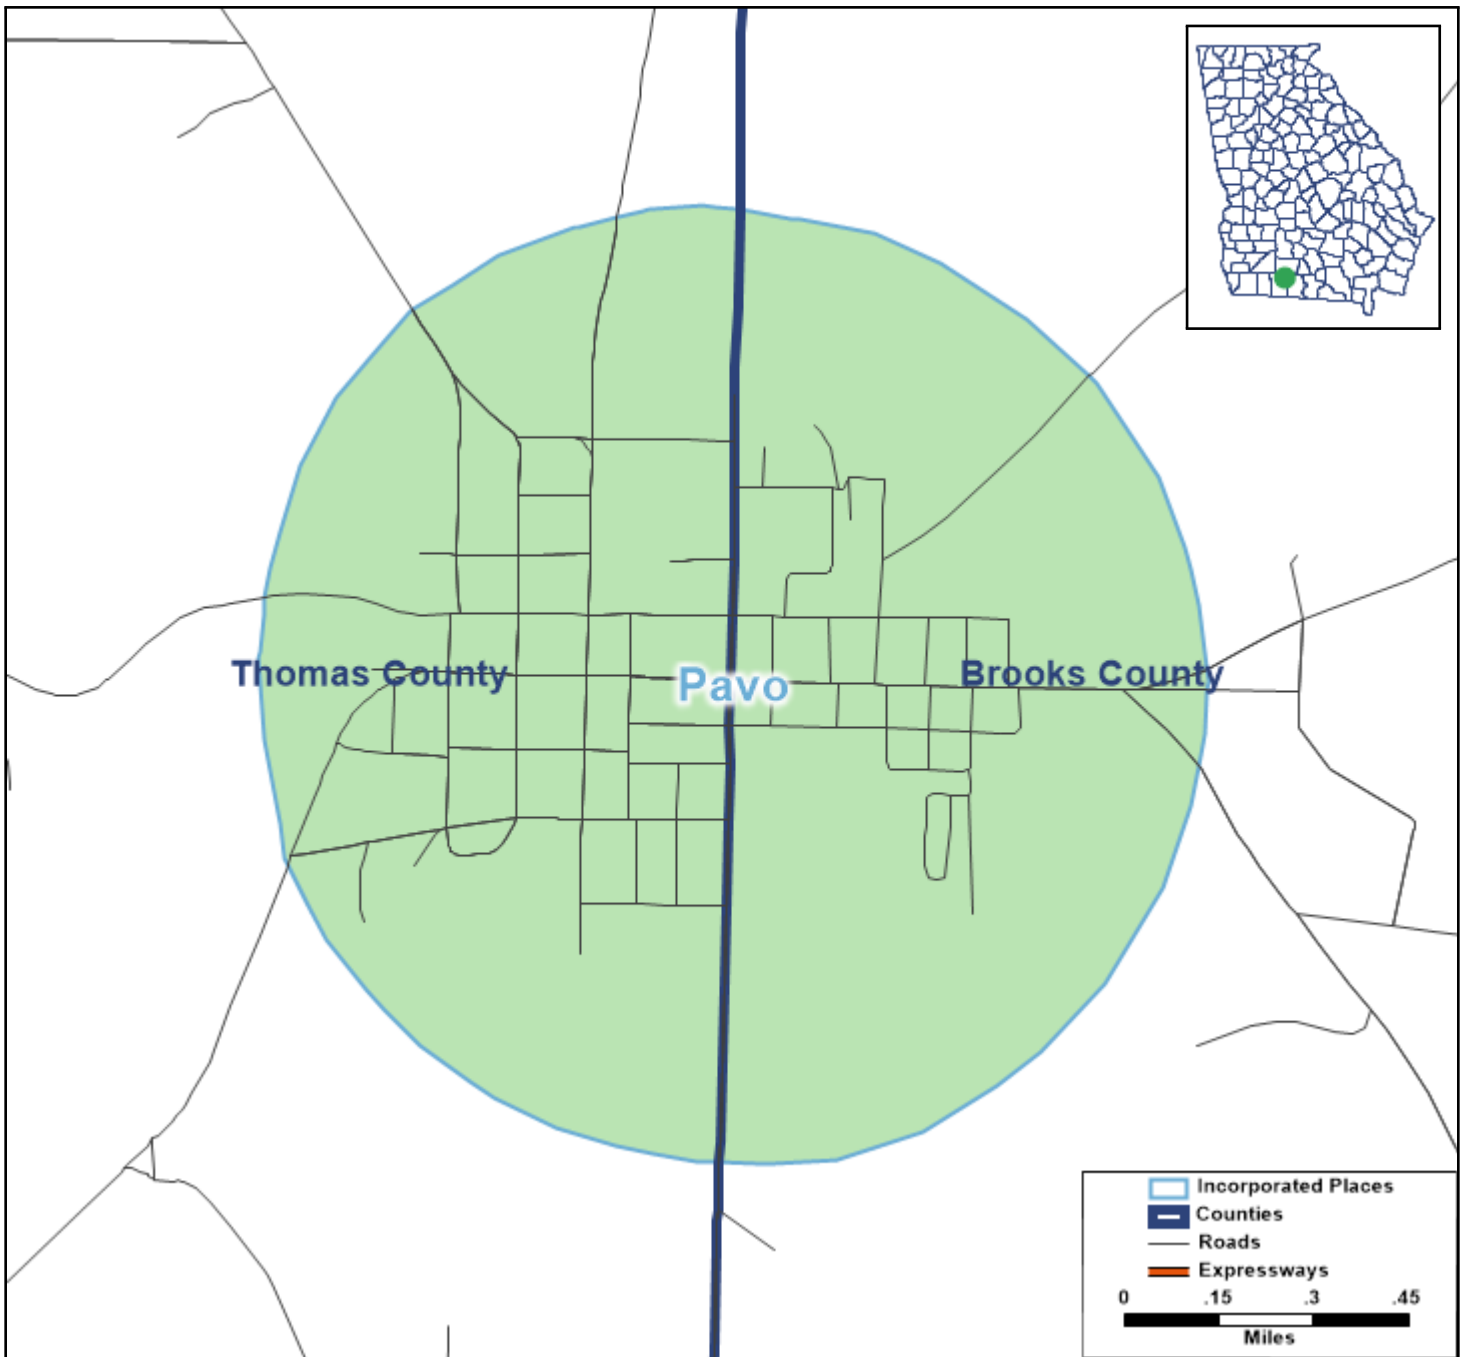 Thomas County
Pavo
Brooks County
Incorporated Places
Counties
Roads
Expressways
0 .15 .3 .45
Miles